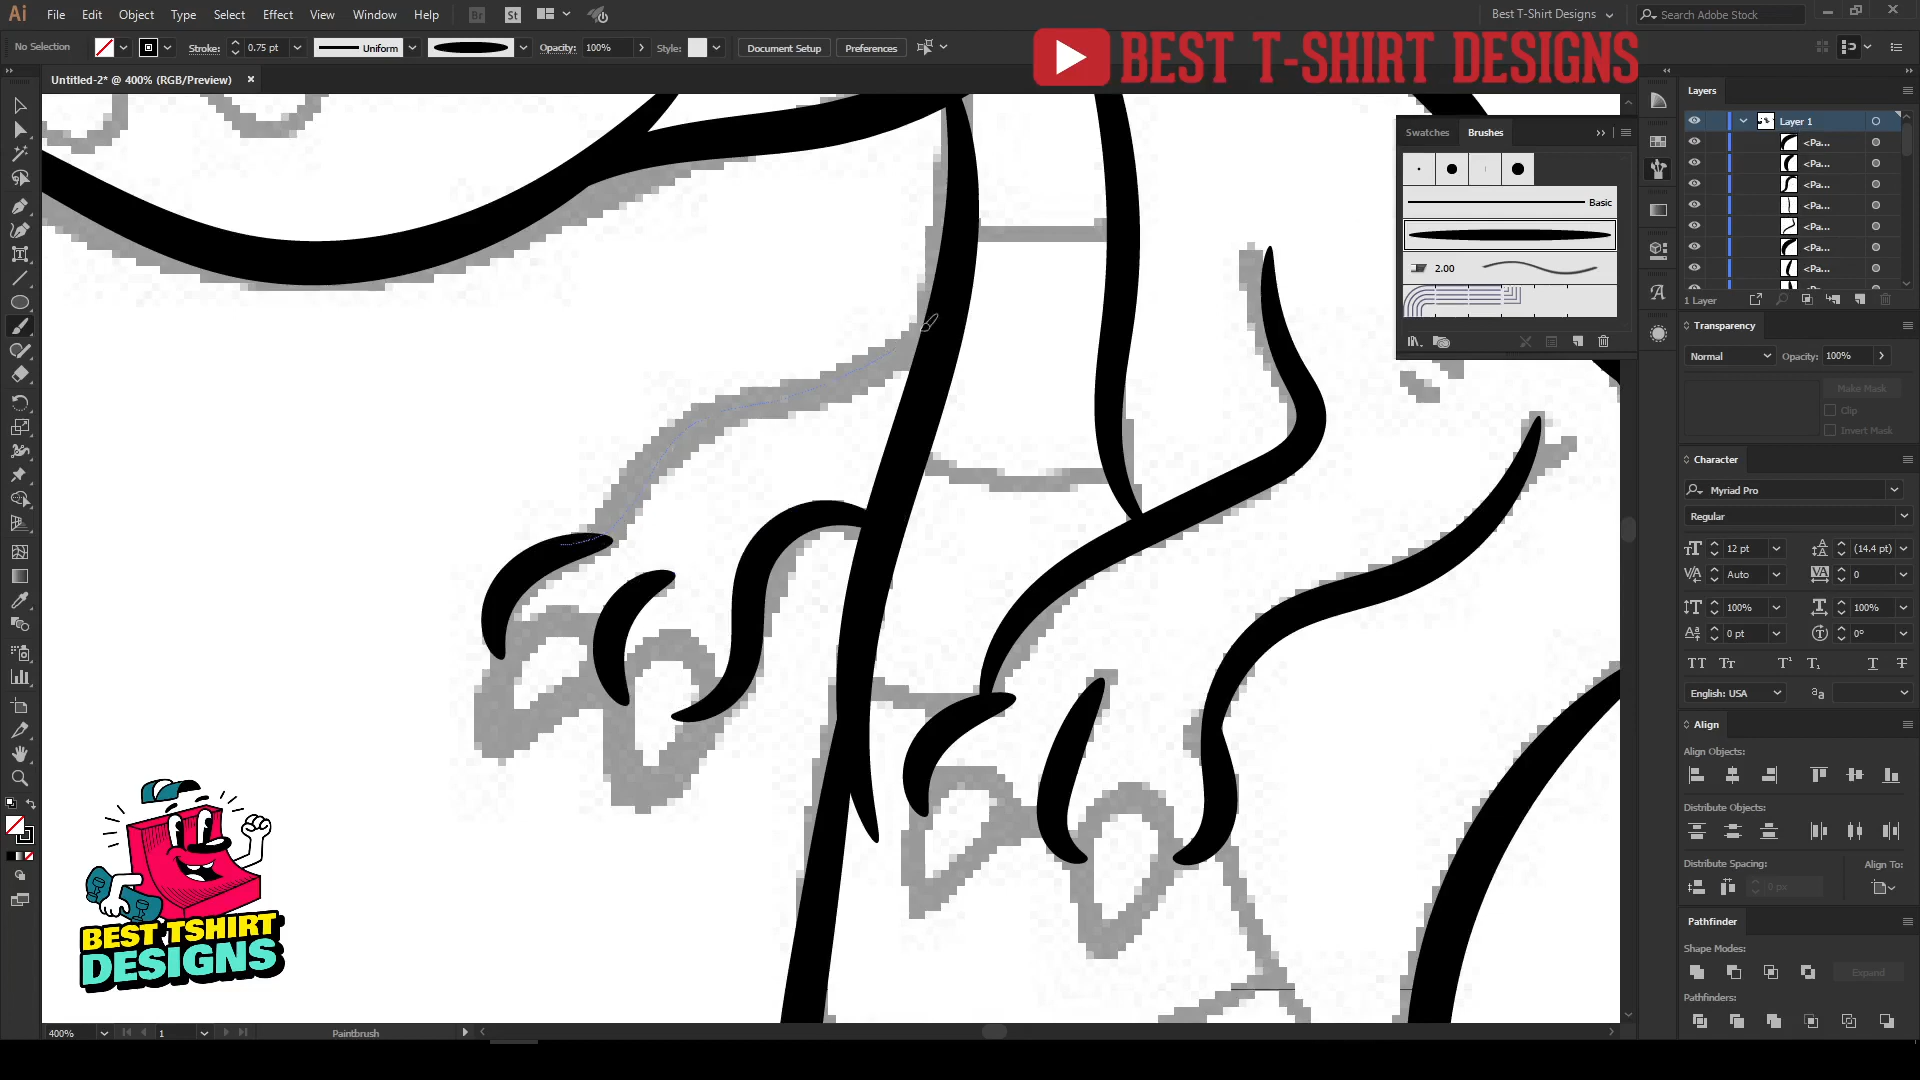 Ai File Edit Object Type Select Effect View Window Help Br St Best T-Shirt Designs Search Adobe Stock
No Selection Stroke: 0.75 pt Uniform Opacity: 100% Style: Document Setup Preferences
BEST T-SHIRT DESIGNS
Untitled-2* @ 400% (RGB/Preview) ×
Swatches Brushes
Basic
2.00
BEST TSHIRT
DESIGNS
400% 1 Paintbrush
Layers
Layer 1
<Pa...
<Pa...
<Pa...
<Pa...
<Pa...
<Pa...
<Pa...
1 Layer
Transparency
Normal Opacity: 100%
Make Mask
Clip
Invert Mask
Character
Myriad Pro
Regular
12 pt (14.4 pt)
Auto 0
100% 100%
0 pt 0°
English: USA
Align
Align Objects:
Distribute Objects:
Distribute Spacing: Align To:
0 px
Pathfinder
Shape Modes:
Expand
Pathfinders: